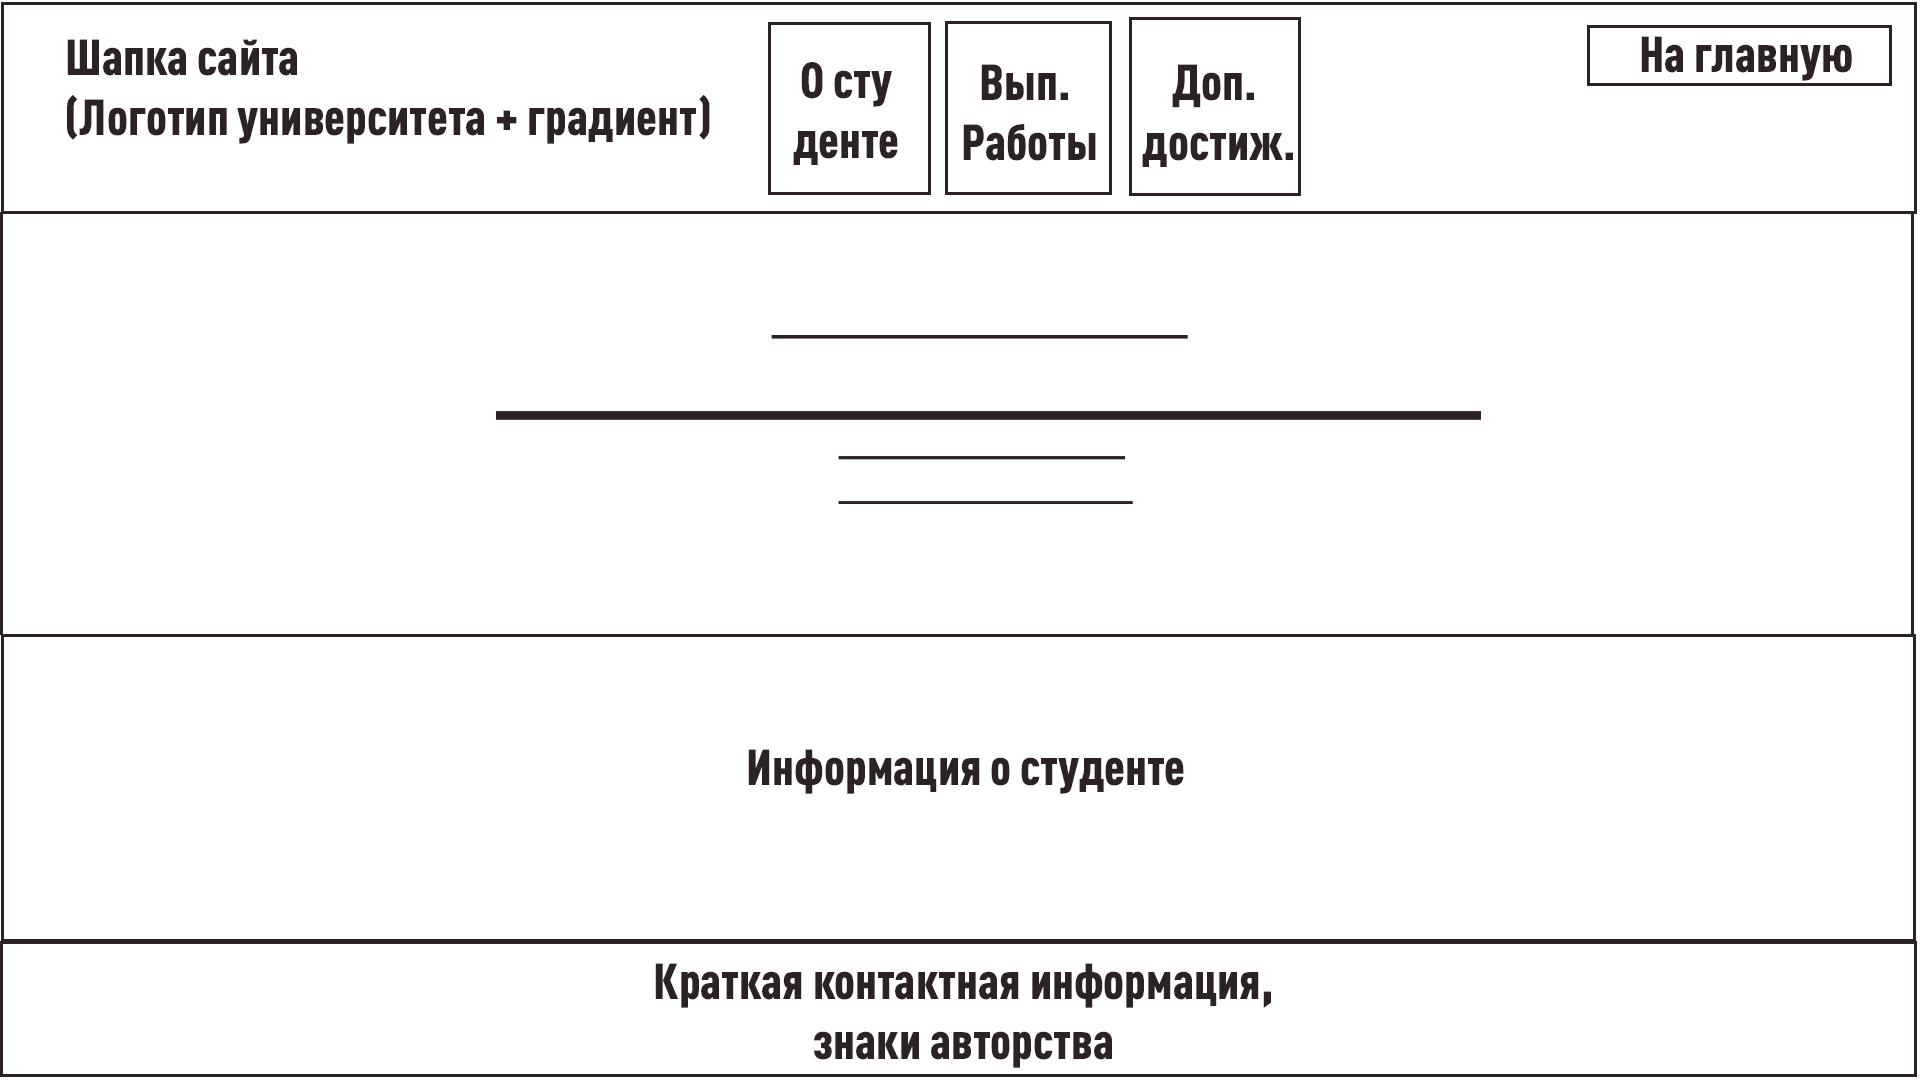 Шапка сайта
(Логотип университета + градиент)
О сту
денте
Вып.
Работы
Доп.
достиж.
На главную
Информация о студенте
Краткая контактная информация,
знаки авторства